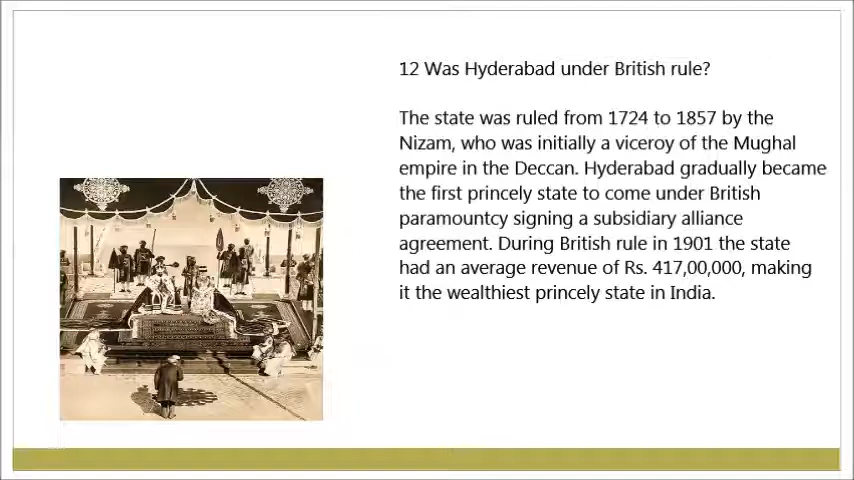 12 Was Hyderabad under British rule?
The state was ruled from 1724 to 1857 by the
Nizam, who was initially a viceroy of the Mughal
empire in the Deccan. Hyderabad gradually became
the first princely state to come under British
paramountcy signing a subsidiary alliance
agreement. During British rule in 1901 the state
had an average revenue of Rs. 417,00,000, making
it the wealthiest princely state in India.